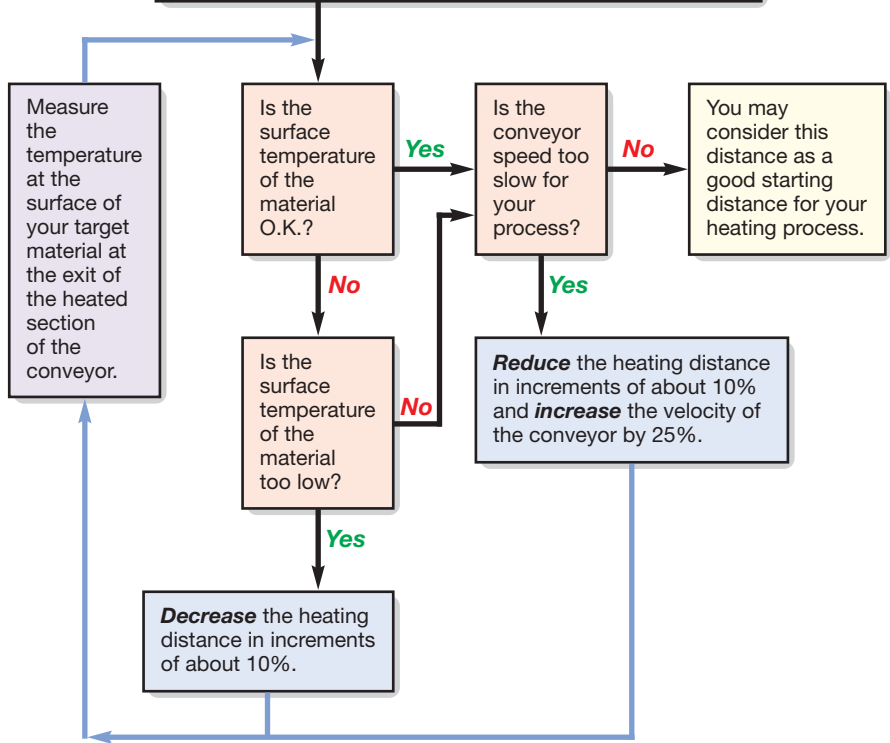 Measure
the
temperature
at the
surface of
your target
material at
the exit of
the heated
section
of the
conveyor.
Is the
surface
temperature
of the
material
O.K.?
Yes
Is the
conveyor
speed too
slow for
your
process?
No
You may
consider this
distance as a
good starting
distance for your
heating process.
No
Yes
Is the
surface
temperature
of the
material
too low?
No
Reduce the heating distance
in increments of about 10%
and increase the velocity of
the conveyor by 25%.
Yes
Decrease the heating
distance in increments
of about 10%.